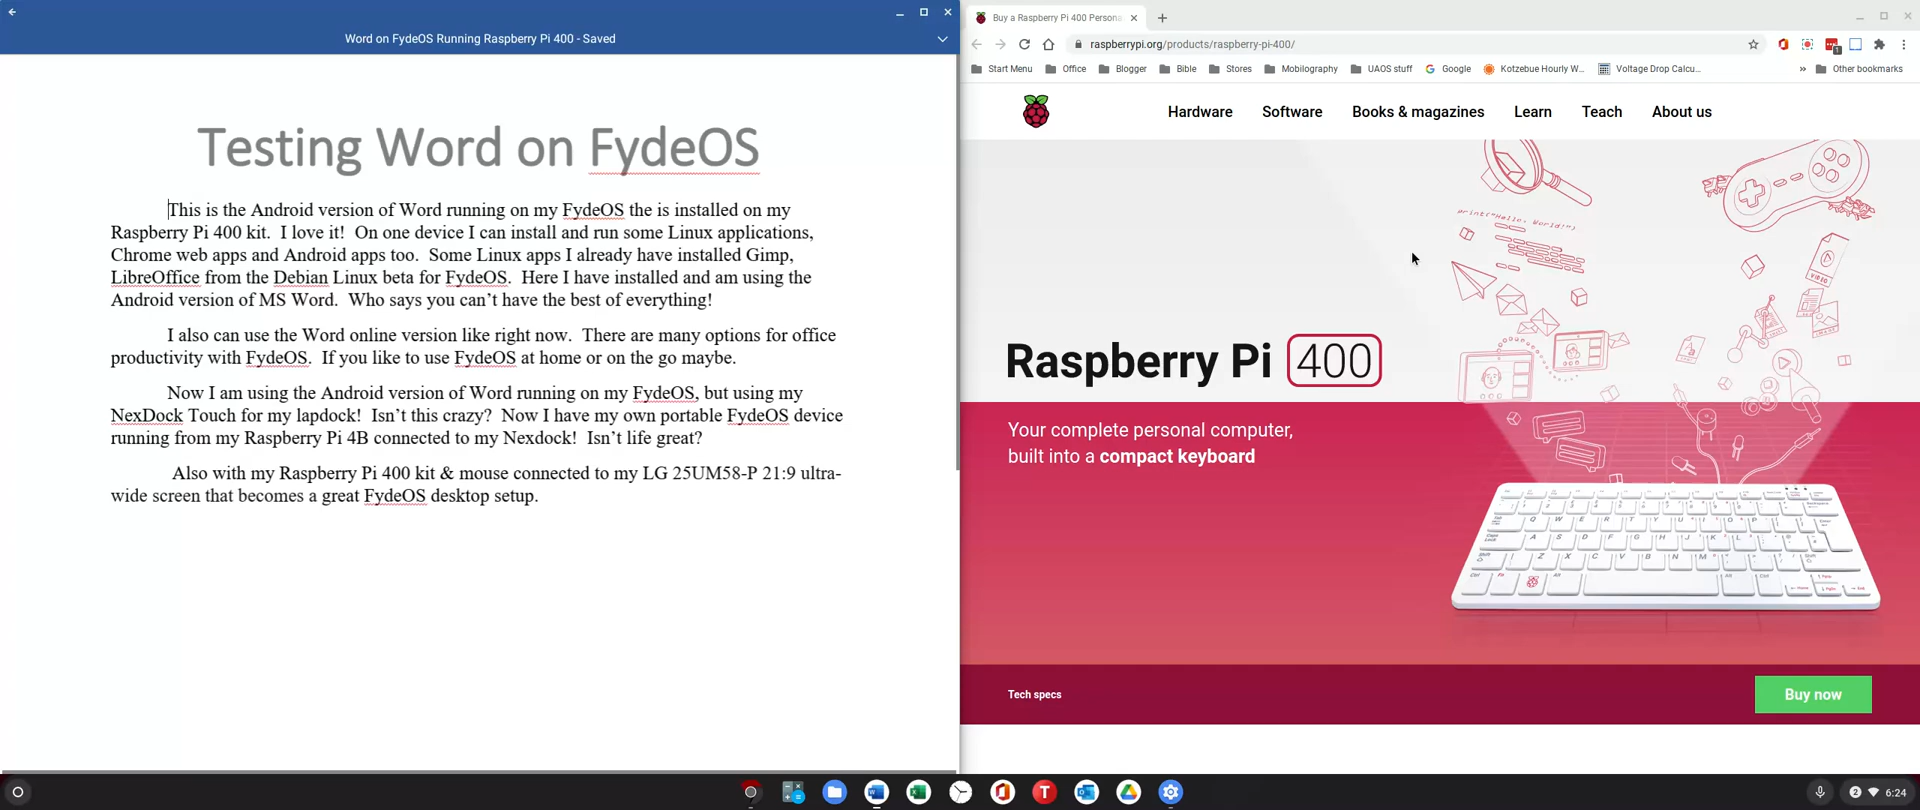 Word on FydeOS Running Raspberry Pi 400 - Saved
Testing Word on FydeOS
This is the Android version of Word running on my FydeOS the is installed on my
Raspberry Pi 400 kit.  I love it!  On one device I can install and run some Linux applications,
Chrome web apps and Android apps too.  Some Linux apps I already have installed Gimp,
LibreOffice from the Debian Linux beta for FydeOS.  Here I have installed and am using the
Android version of MS Word.  Who says you can’t have the best of everything!
I also can use the Word online version like right now.  There are many options for office
productivity with FydeOS.  If you like to use FydeOS at home or on the go maybe.
Now I am using the Android version of Word running on my FydeOS, but using my
NexDock Touch for my lapdock!  Isn’t this crazy?  Now I have my own portable FydeOS device
running from my Raspberry Pi 4B connected to my Nexdock!  Isn’t life great?
Also with my Raspberry Pi 400 kit & mouse connected to my LG 25UM58-P 21:9 ultra-
wide screen that becomes a great FydeOS desktop setup.
Buy a Raspberry Pi 400 Persona
raspberrypi.org/products/raspberry-pi-400/
1
Start Menu Office Blogger Bible Stores Mobilography UAOS stuff Google Kotzebue Hourly W... Voltage Drop Calcu... » Other bookmarks
Hardware Software Books & magazines Learn Teach About us
print("Hello, World!");
Raspberry Pi 400
Your complete personal computer,
built into a compact keyboard
Q W E R T Y U I O P
A S D F G H J K L
Z X C V B N M
Ctrl Fn Alt Alt Ctrl
Tech specs
Buy now
T
2 6:24